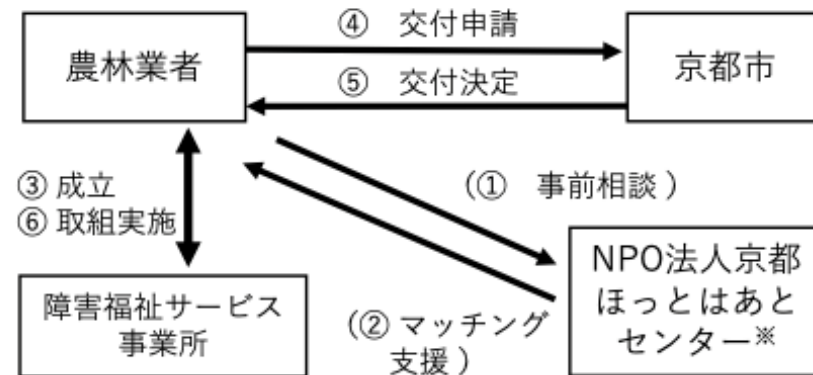 ④ 交付申請
農林業者
京都市
⑤ 交付決定
③ 成立
⑥ 取組実施
(① 事前相談 )
NPO法人京都
ほっとはあと
センター※
障害福祉サービス
事業所
(② マッチング
支援 )